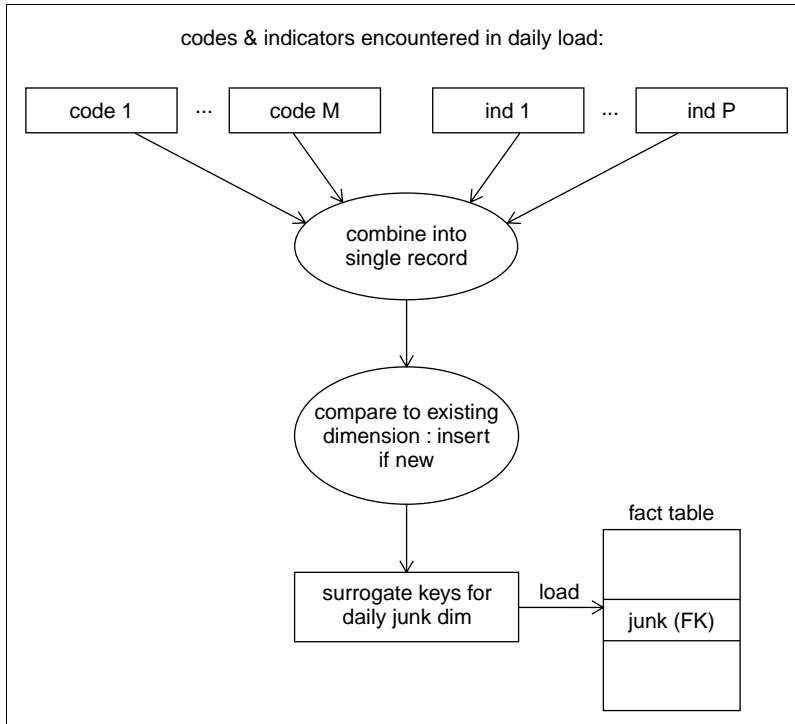 codes & indicators encountered in daily load:
code 1 ... code M ind 1 ... ind P
combine into
single record
compare to existing
dimension : insert
if new
fact table
surrogate keys for
daily junk dim
load
junk (FK)